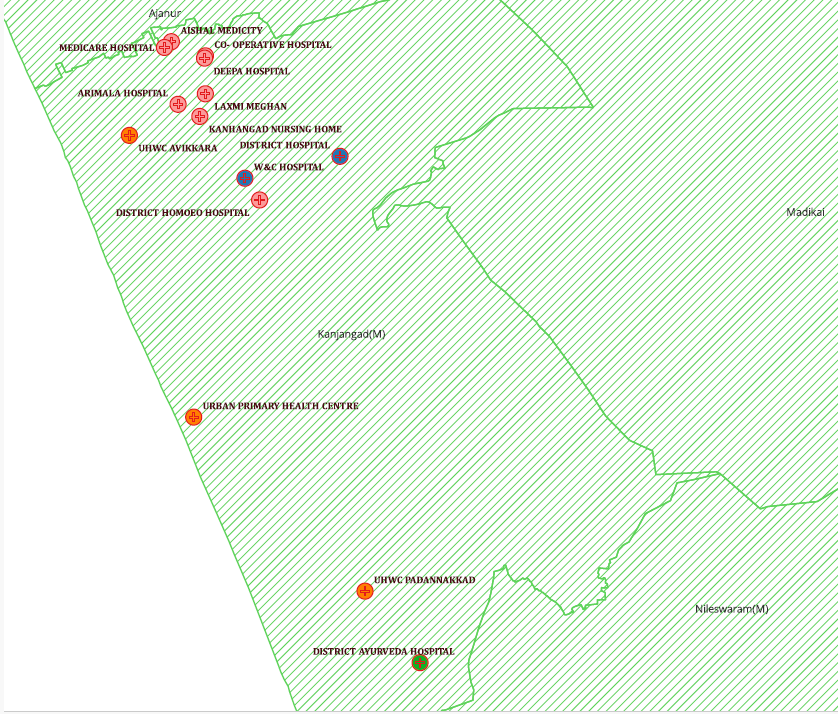 Ajanur
AISHAL MEDICITY
MEDICARE HOSPITAL
CO- OPERATIVE HOSPITAL
DEEPA HOSPITAL
ARIMALA HOSPITAL
LAXMI MEGHAN
KANHANGAD NURSING HOME
UHWC AVIKKARA
DISTRICT HOSPITAL
W&C HOSPITAL
DISTRICT HOMOEO HOSPITAL
Madikai
Kanjangad(M)
URBAN PRIMARY HEALTH CENTRE
UHWC PADANNAKKAD
Nileswaram(M)
DISTRICT AYURVEDA HOSPITAL